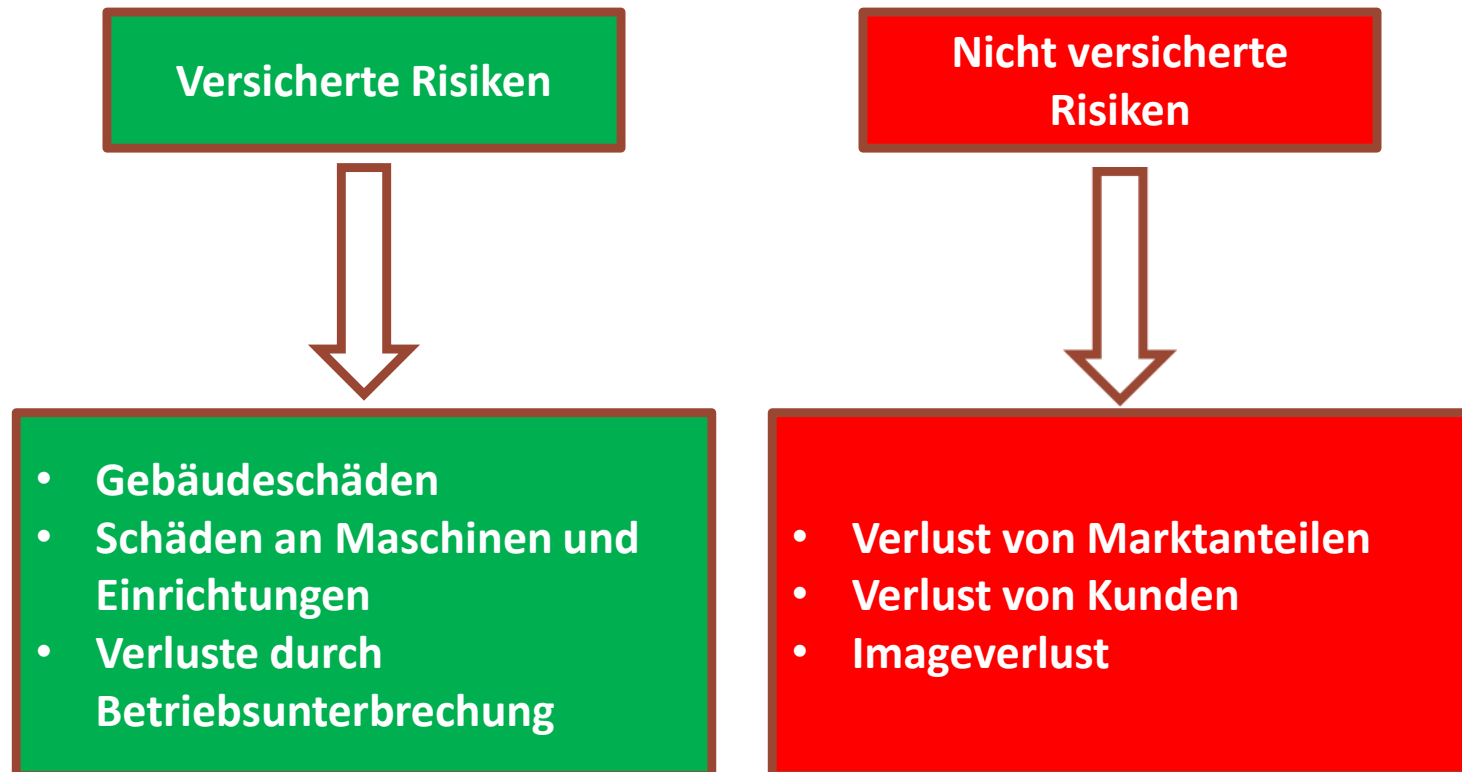 Versicherte Risiken
Nicht versicherte
Risiken
• Gebäudeschäden
• Schäden an Maschinen und
Einrichtungen
• Verluste durch
Betriebsunterbrechung
• Verlust von Marktanteilen
• Verlust von Kunden
• Imageverlust